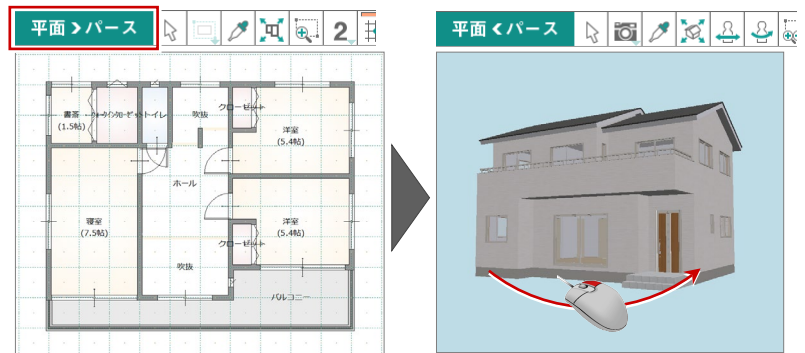 平面 > パース
2
平面 < パース
書斎
(1.5帖)
ウォークインクローゼット
トイレ
吹抜
クローゼット
洋室
(5.4帖)
ホール
寝室
(7.5帖)
洋室
(5.4帖)
クローゼット
吹抜
バルコニー